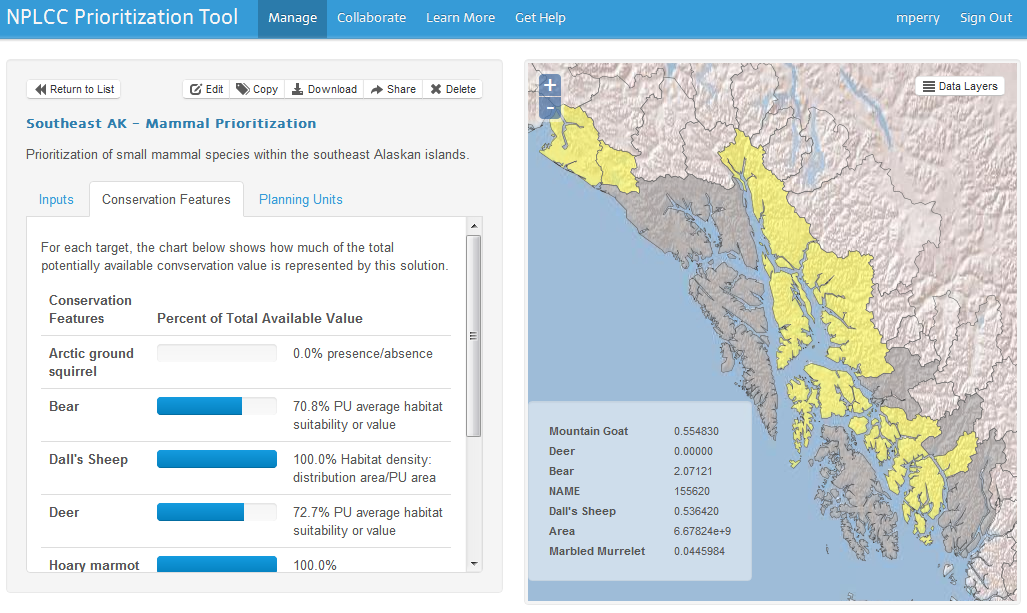 NPLCC Prioritization Tool
Manage
Collaborate
Learn More
Get Help
mperry
Sign Out
Return to List
Edit
Copy
Download
Share
Delete
Southeast AK - Mammal Prioritization
Prioritization of small mammal species within the southeast Alaskan islands.
Inputs
Conservation Features
Planning Units
For each target, the chart below shows how much of the total
potentially available convservation value is represented by this solution.
Conservation
Features
Percent of Total Available Value
Arctic ground
squirrel
0.0% presence/absence
Bear
70.8% PU average habitat
suitability or value
Dall's Sheep
100.0% Habitat density:
distribution area/PU area
Deer
72.7% PU average habitat
suitability or value
Hoary marmot
100.0%
+
-
Data Layers
Mountain Goat 0.554830
Deer 0.00000
Bear 2.07121
NAME 155620
Dall's Sheep 0.536420
Area 6.67824e+9
Marbled Murrelet 0.0445984